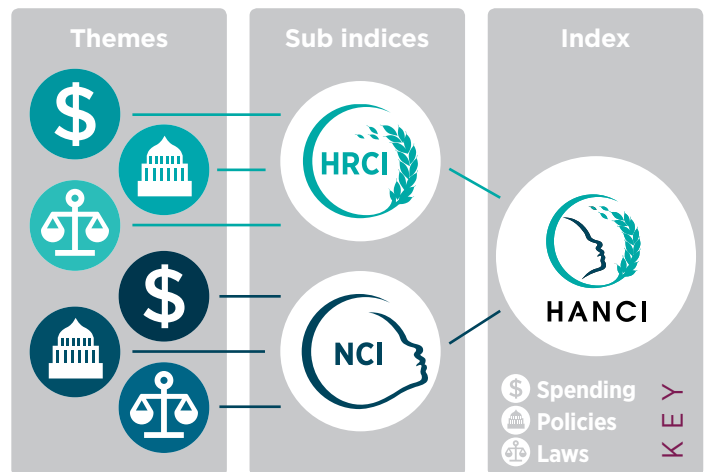 Themes
Sub indices
Index
$
HRCI
$
NCI
HANCI
$ Spending
Policies
Laws
KEY